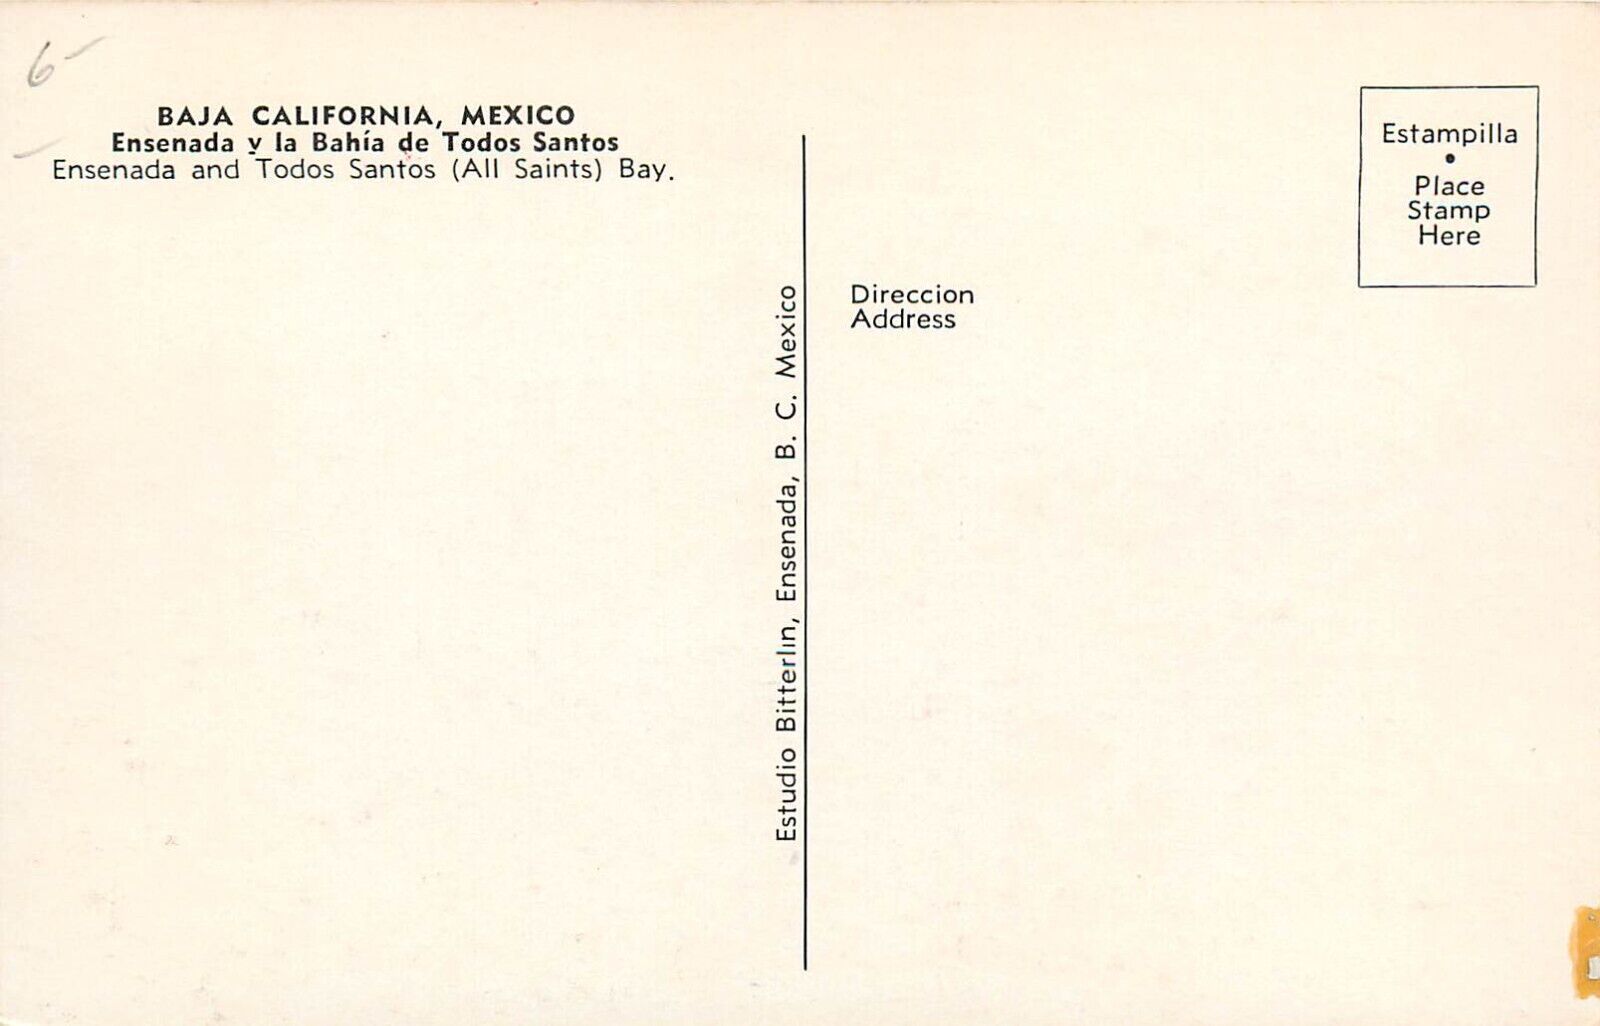 6-
BAJA CALIFORNIA, MEXICO
Ensenada y la Bahía de Todos Santos
Ensenada and Todos Santos (All Saints) Bay.
Estudio Bitterlin, Ensenada, B. C. Mexico
Estampilla
•
Place
Stamp
Here
Direccion
Address